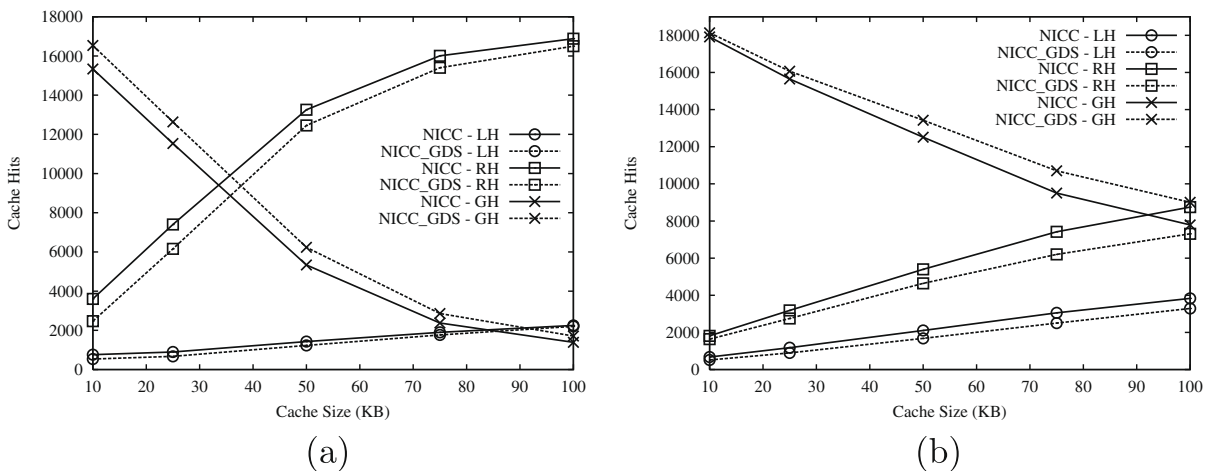 18000
16000
14000
12000
10000
8000
6000
4000
2000
0
Cache Hits
NICC - LH
NICC_GDS - LH
NICC - RH
NICC_GDS - RH
NICC - GH
NICC_GDS - GH
10 20 30 40 50 60 70 80 90 100
Cache Size (KB)
(a)
18000
16000
14000
12000
10000
8000
6000
4000
2000
0
Cache Hits
NICC - LH
NICC_GDS - LH
NICC - RH
NICC_GDS - RH
NICC - GH
NICC_GDS - GH
10 20 30 40 50 60 70 80 90 100
Cache Size (KB)
(b)